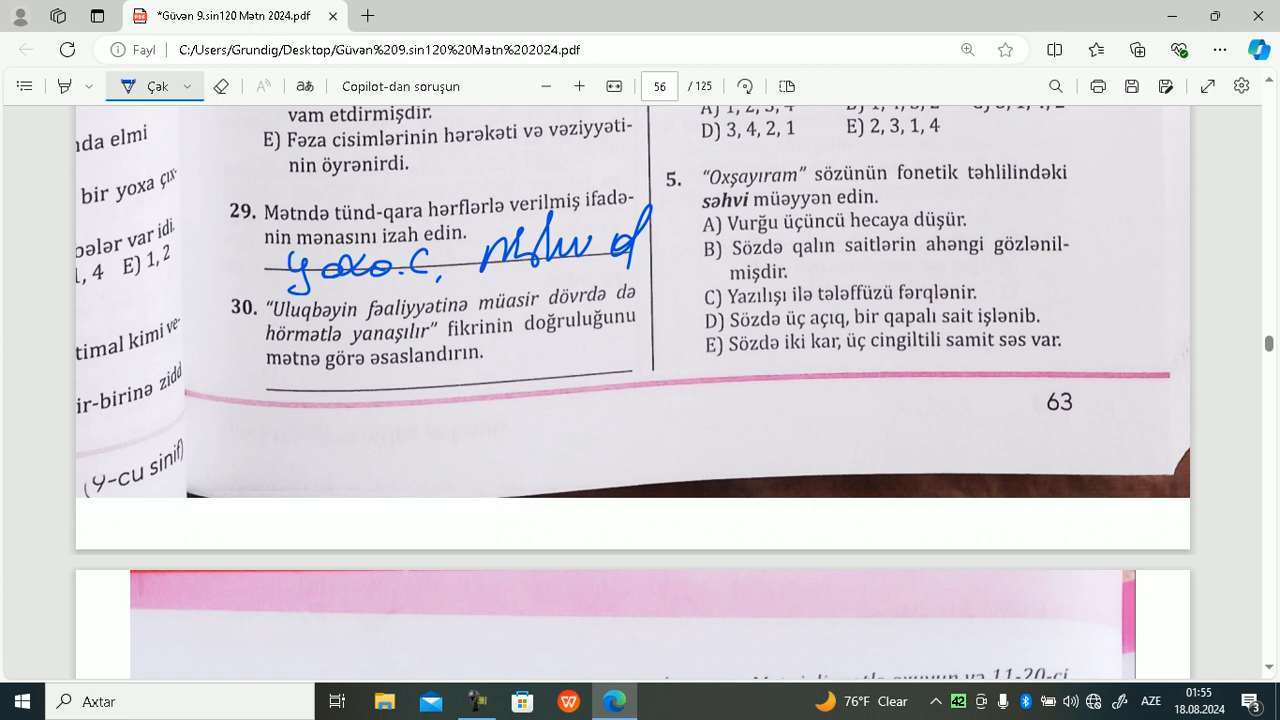 *Güvən 9.sin120 Mətn 2024.pdf
Fayl
C:/Users/Grundig/Desktop/Güvən%209.sin120%20Mətn%202024.pdf
Çak
Copilot-dan soruşun
56 / 125
nda elmi
bir yoxa çıx-
bələr var idi.
1, 4 E) 1, 2
timal kimi ve-
ir-birinə zidd
(9-cu sinif)
vam etdirmişdir.
E) Fəza cisimlərinin hərəkəti və vəziyyəti-
nin öyrənirdi.
29. Mətndə tünd-qara hərflərlə verilmiş ifadə-
nin mənasını izah edin.
30. "Uluqbəyin fəaliyyətinə müasir dövrdə də
hörmətlə yanaşılır" fikrinin doğruluğunu
mətnə görə əsaslandırın.
D) 3, 4, 2, 1 E) 2, 3, 1, 4
5. "Oxşayıram" sözünün fonetik təhlilindəki
səhvi müəyyən edin.
A) Vurğu üçüncü hecaya düşür.
B) Sözdə qalın saitlərin ahəngi gözlənil-
mişdir.
C) Yazılışı ilə tələffüzü fərqlənir.
D) Sözdə üç açıq, bir qapalı sait işlənib.
E) Sözdə iki kar, üç cingiltili samit səs var.
63
Axtar
76°F Clear
42
AZE
01:55
18.08.2024
3